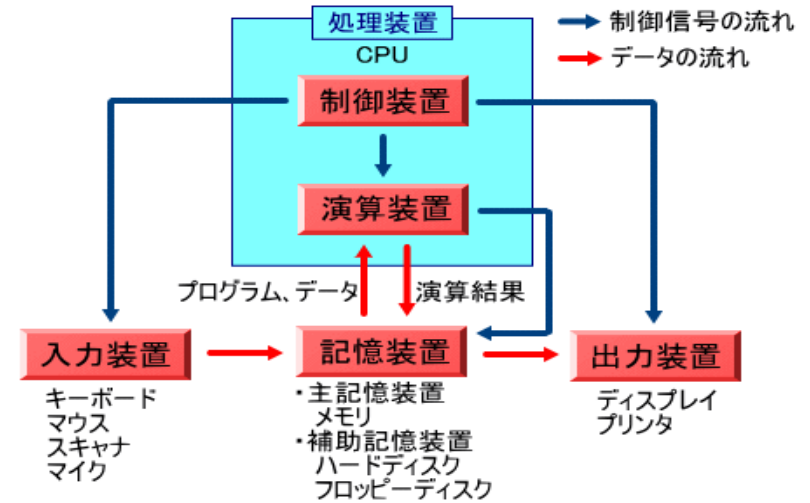 処理装置
CPU
制御信号の流れ
データの流れ
制御装置
演算装置
プログラム、データ
演算結果
入力装置
キーボード
マウス
スキャナ
マイク
記憶装置
・主記憶装置
メモリ
・補助記憶装置
ハードディスク
フロッピーディスク
出力装置
ディスプレイ
プリンタ